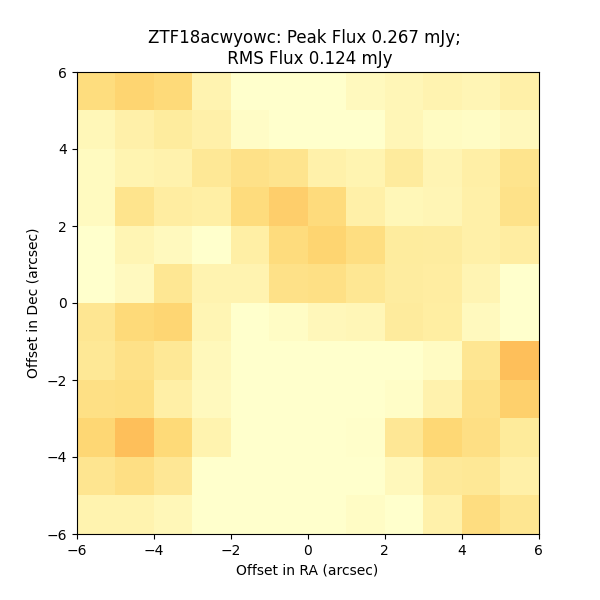 ZTF18acwyowc: Peak Flux 0.267 mJy;
RMS Flux 0.124 mJy
6
4
2
0
−2
−4
−6
Offset in Dec (arcsec)
−6 −4 −2 0 2 4 6
Offset in RA (arcsec)